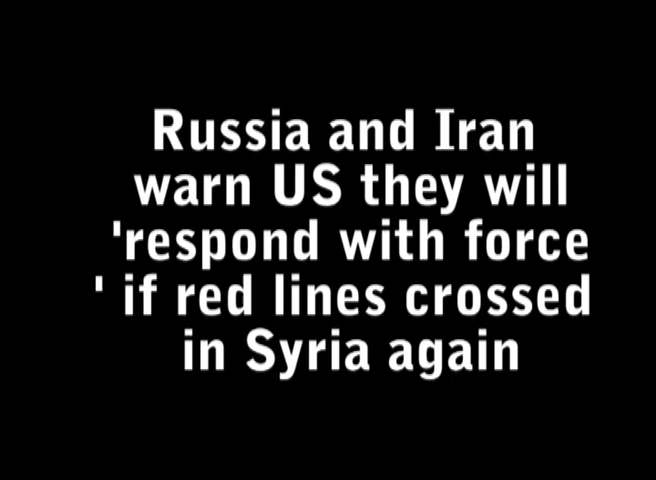 Russia and Iran
warn US they will
'respond with force
' if red lines crossed
in Syria again